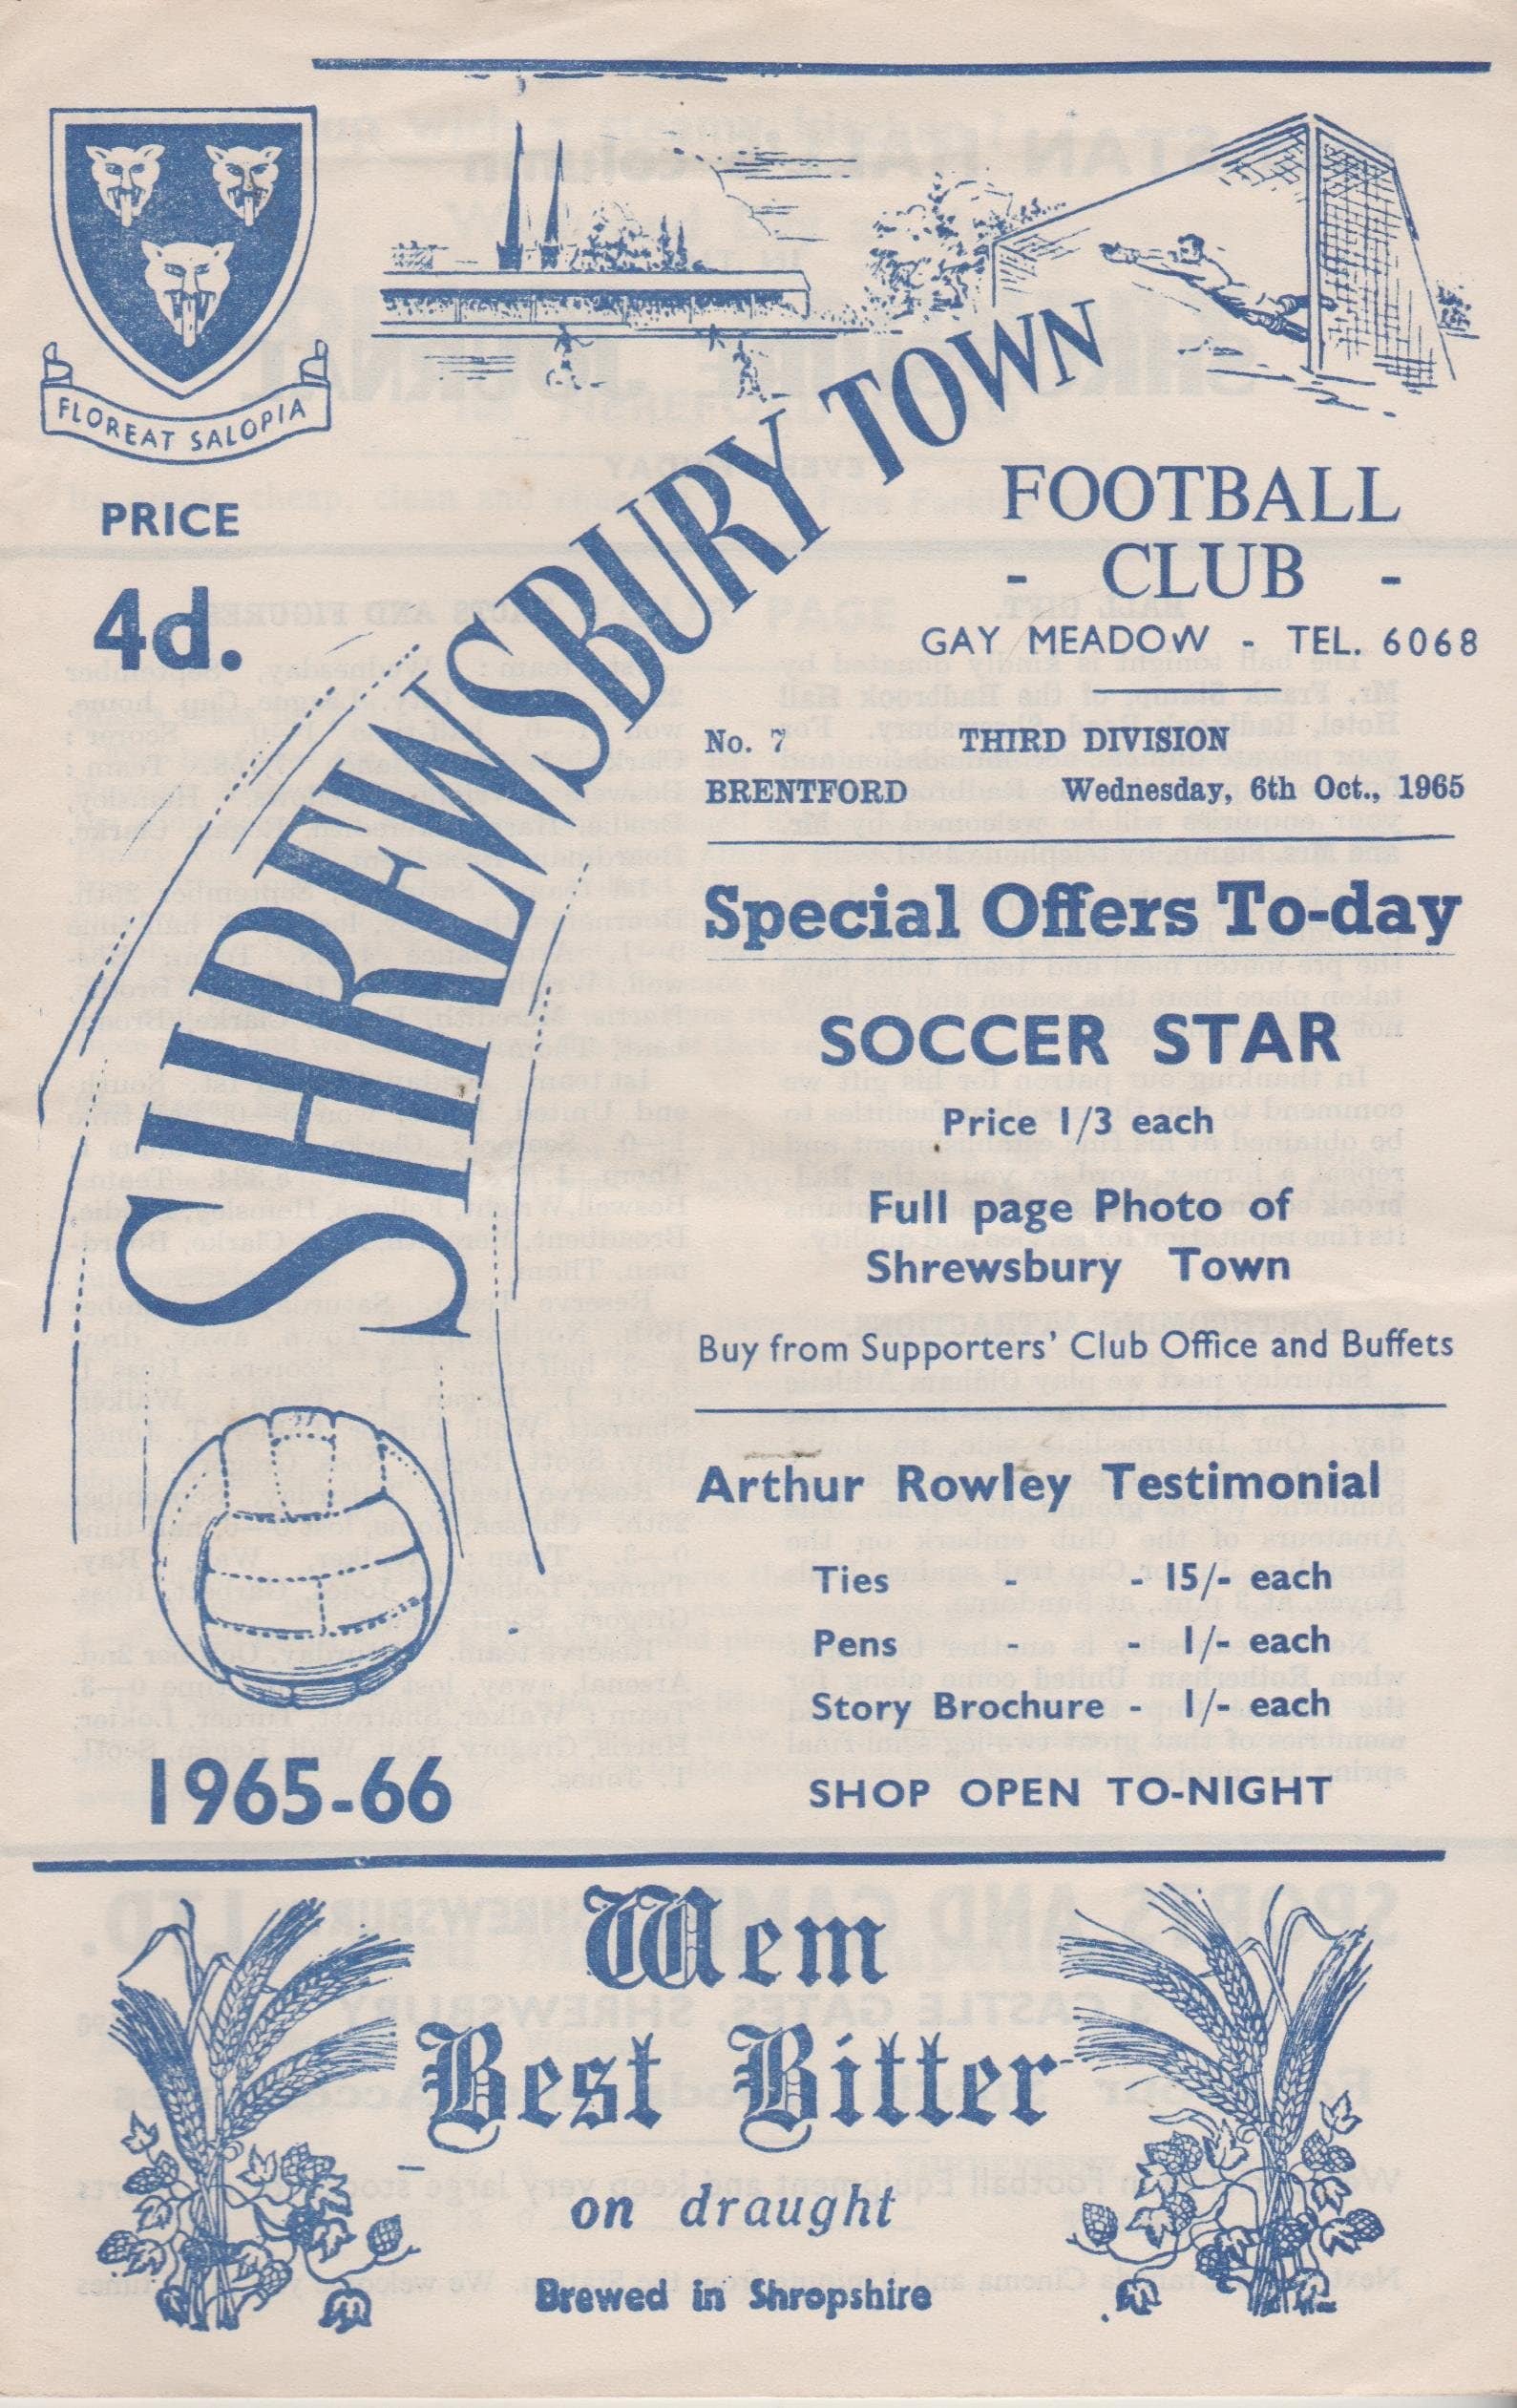 FLOREAT SALOPIA
PRICE
4d.
SHREWSBURY TOWN
FOOTBALL
- CLUB -
GAY MEADOW - TEL. 6068
No. 7 THIRD DIVISION
BRENTFORD Wednesday, 6th Oct., 1965
Special Offers To-day
SOCCER STAR
Price 1/3 each
Full page Photo of
Shrewsbury Town
Buy from Supporters' Club Office and Buffets
Arthur Rowley Testimonial
Ties - - 15/- each
Pens - - 1/- each
Story Brochure - 1/- each
SHOP OPEN TO-NIGHT
1965-66
Wem
Best Bitter
on draught
Brewed in Shropshire